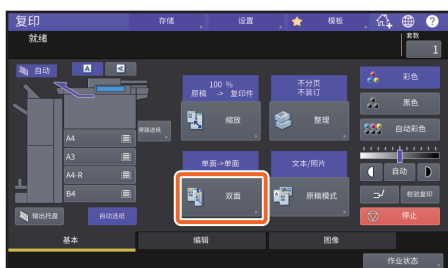 复印
存储
设置
模板
就绪
套数
1
自动
A
A
100 %
原稿 -> 复印件
缩放
不分页
不装订
整理
彩色
黑色
自动彩色
自动
A4
A3
A4-R
B4
旁路送纸
单面->单面
双面
文本/照片
原稿模式
校验复印
停止
输出托盘
自动选纸
基本
编辑
图像
作业状态